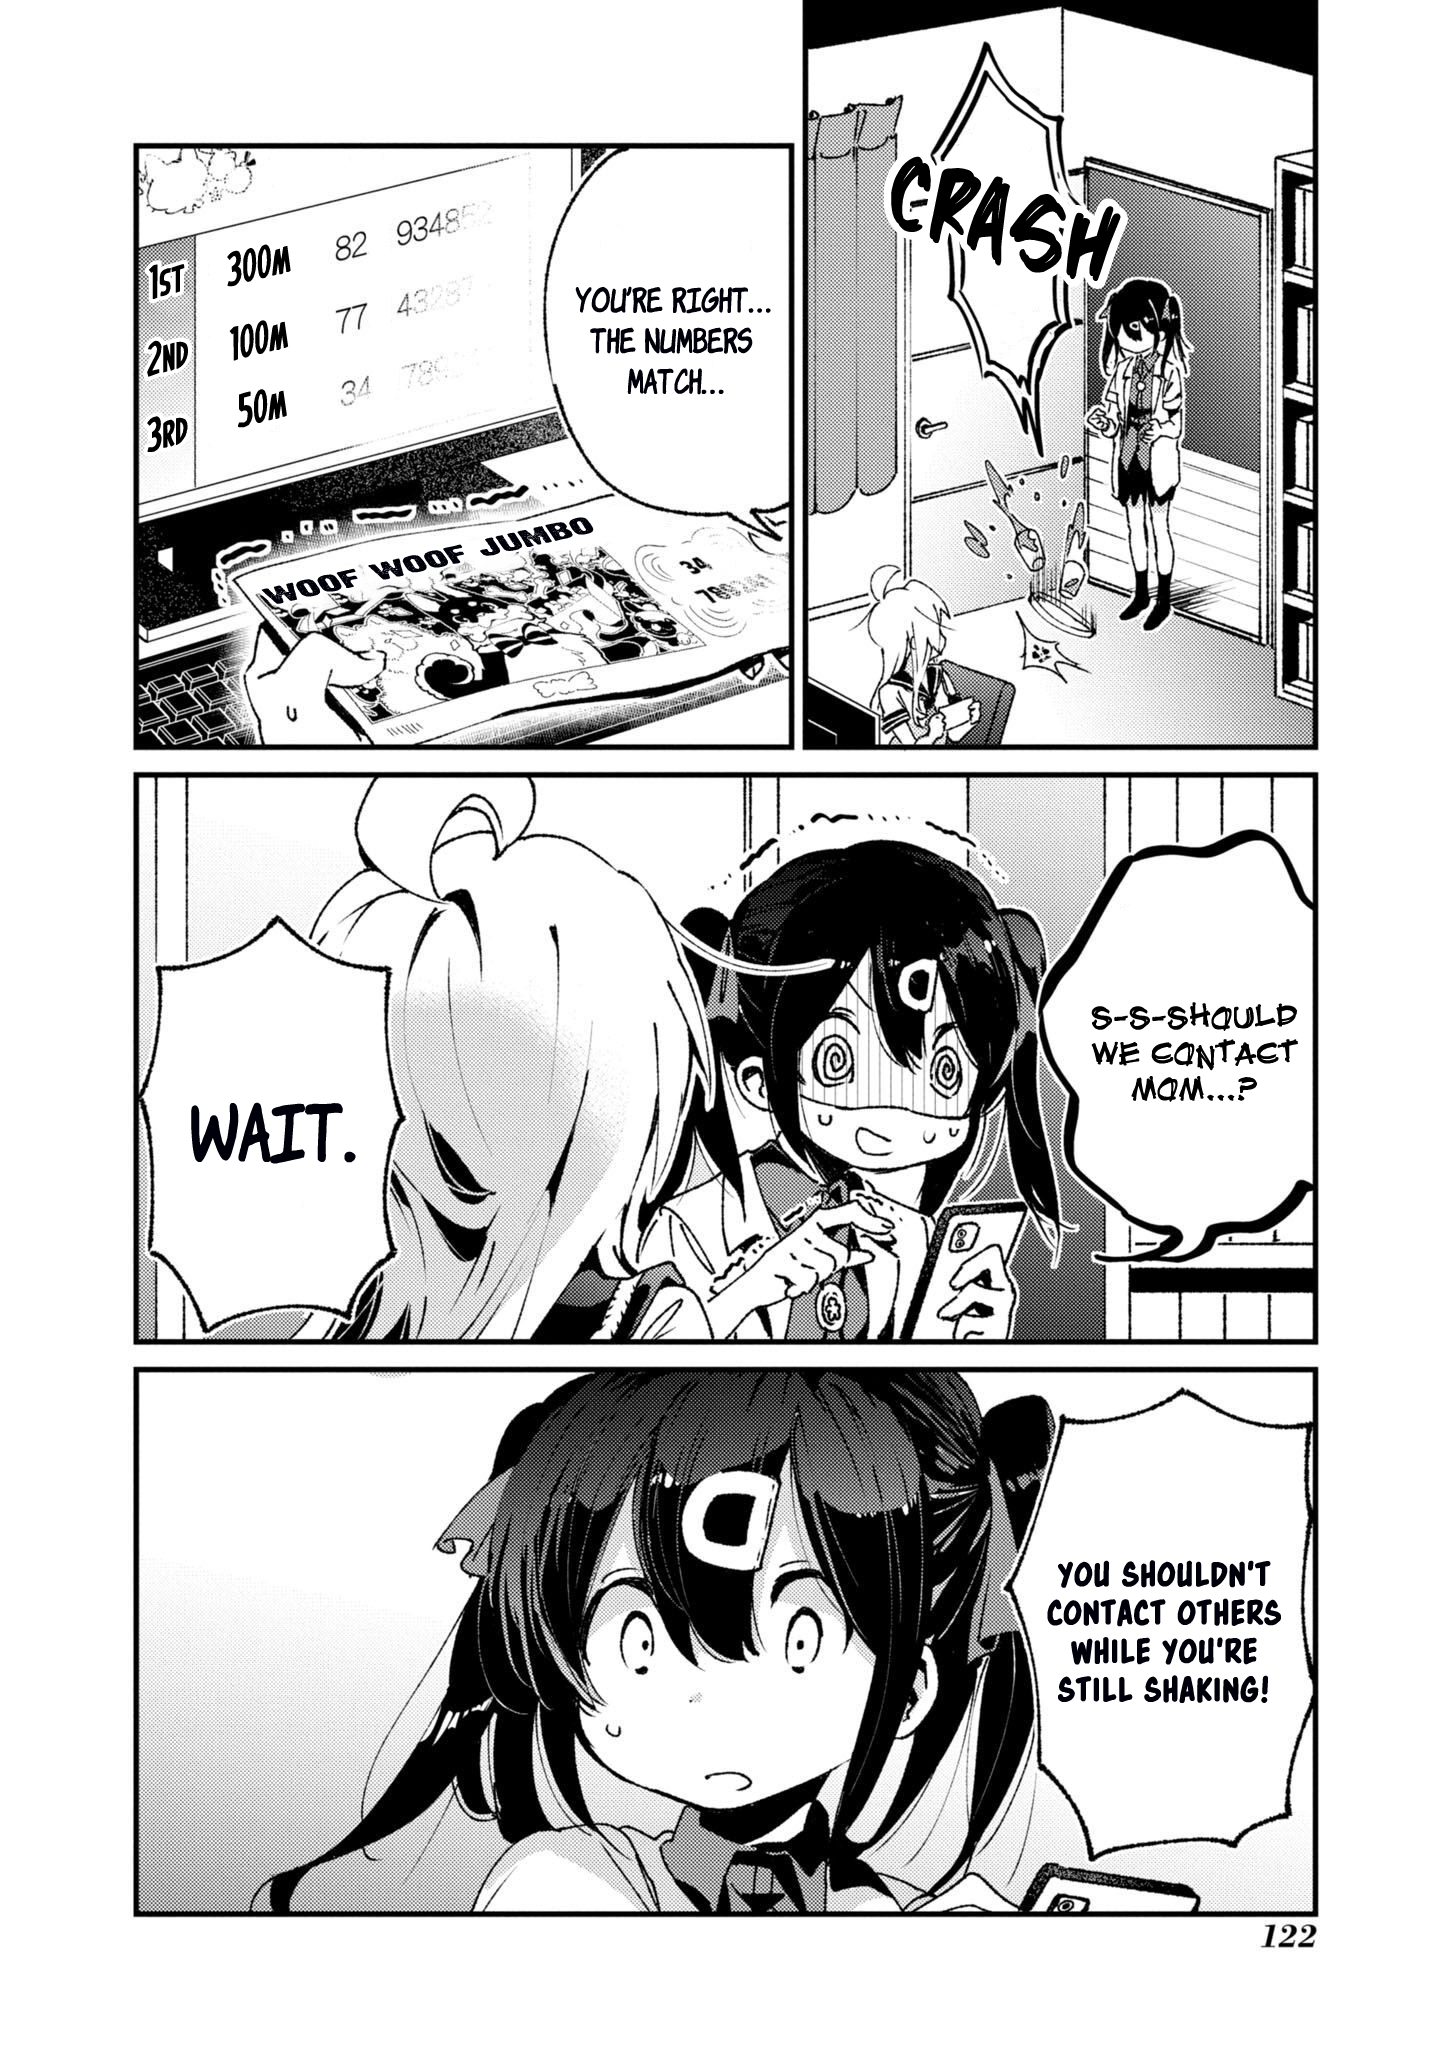 CRASH
YOU'RE RIGHT...
THE NUMBERS
MATCH...
1ST 300M 82 934852
2ND 100M 77 43287
3RD 50M 34
WOOF WOOF JUMBO
34
S-S-SHOULD
WE CONTACT
MOM...?
WAIT.
YOU SHOULDN'T
CONTACT OTHERS
WHILE YOU'RE
STILL SHAKING!
122